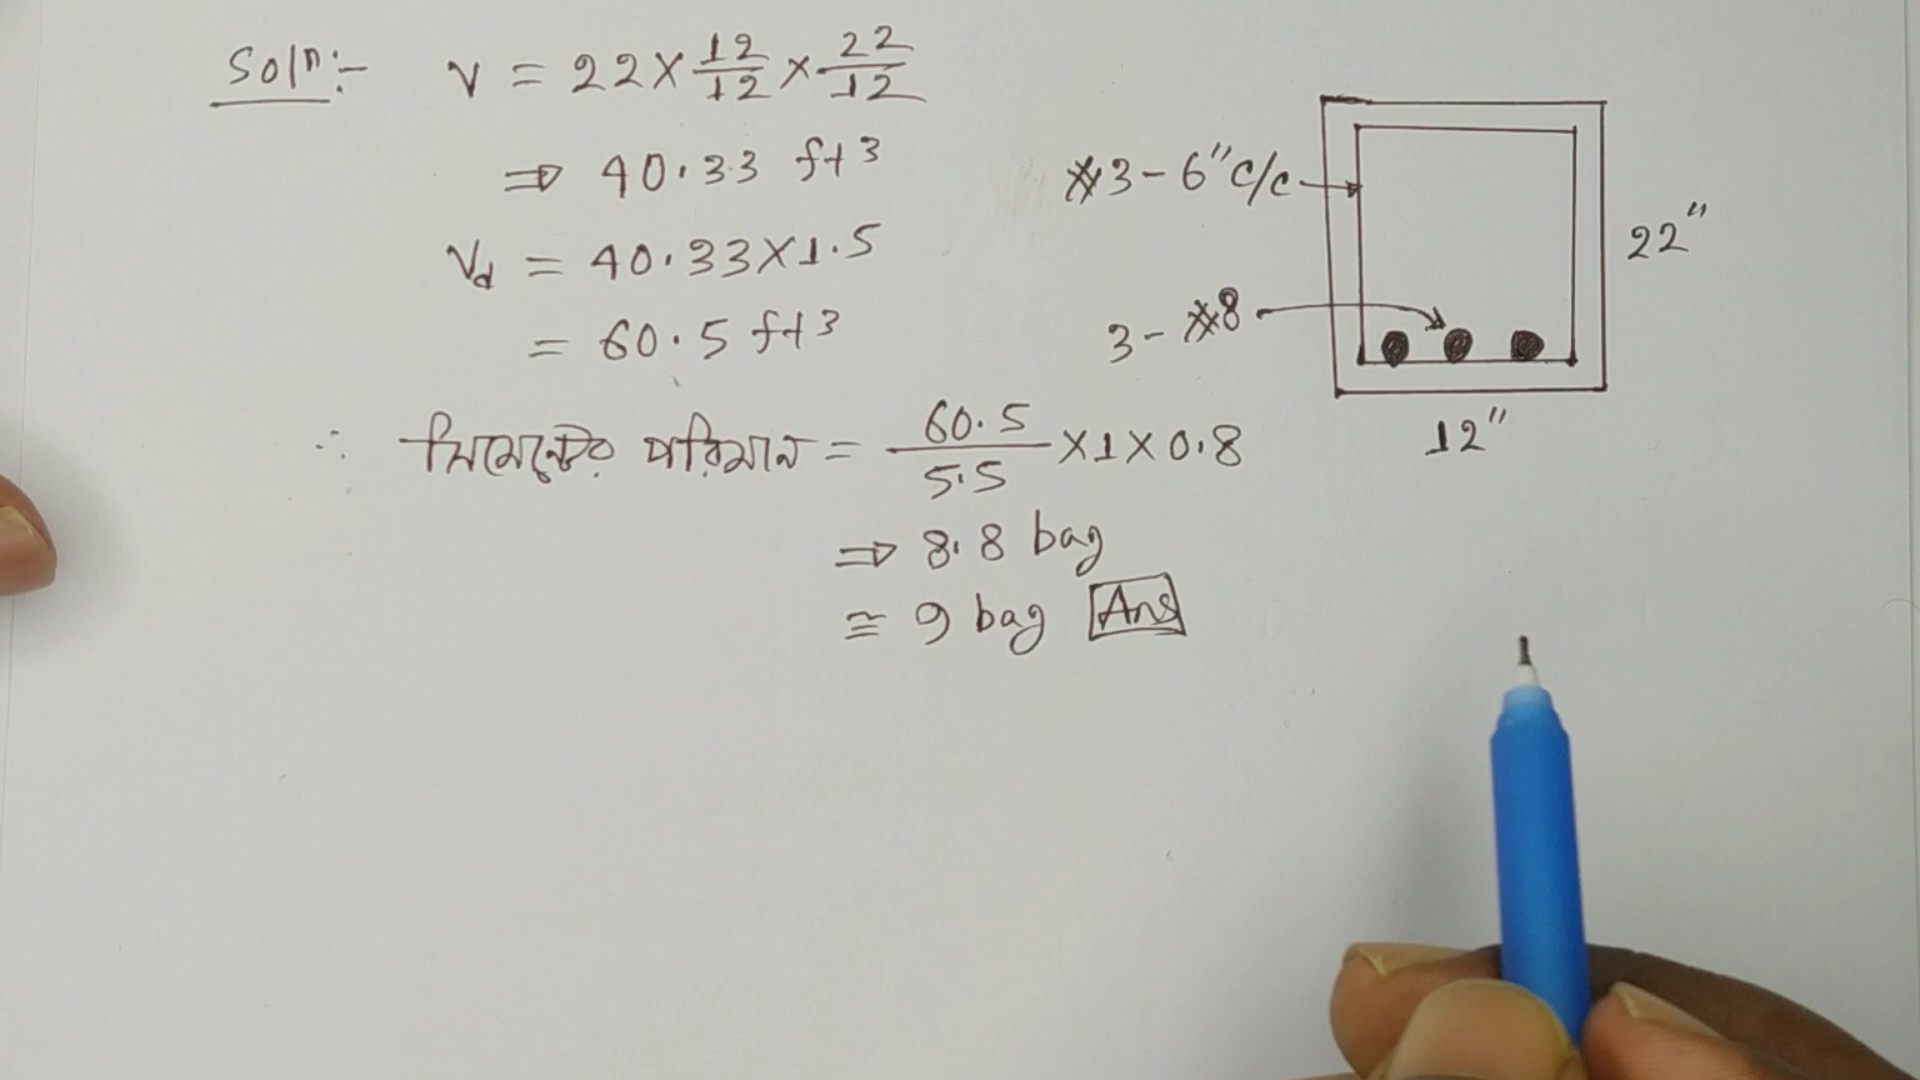 Solⁿ:- V = 22 × 12/12 × 22/12
⇒ 40.33 ft³
Vd = 40.33 × 1.5
= 60.5 ft³
∴ সিমেন্টের পরিমান = 60.5/5.5 × 1 × 0.8
⇒ 8.8 bag
≅ 9 bag Ans
#3 - 6" c/c
22"
3 - #8
12"